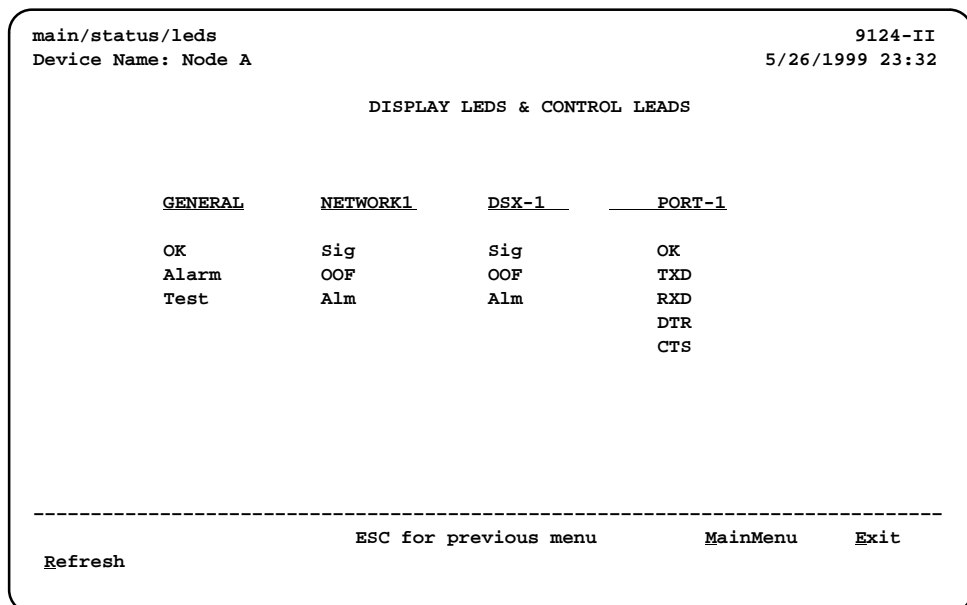 main/status/leds 9124-II
Device Name: Node A 5/26/1999 23:32
DISPLAY LEDS & CONTROL LEADS
GENERAL NETWORK1 DSX-1 PORT-1
OK Sig Sig OK
Alarm OOF OOF TXD
Test Alm Alm RXD
DTR
CTS
--------------------------------------------------------------------------------
ESC for previous menu MainMenu Exit
Refresh